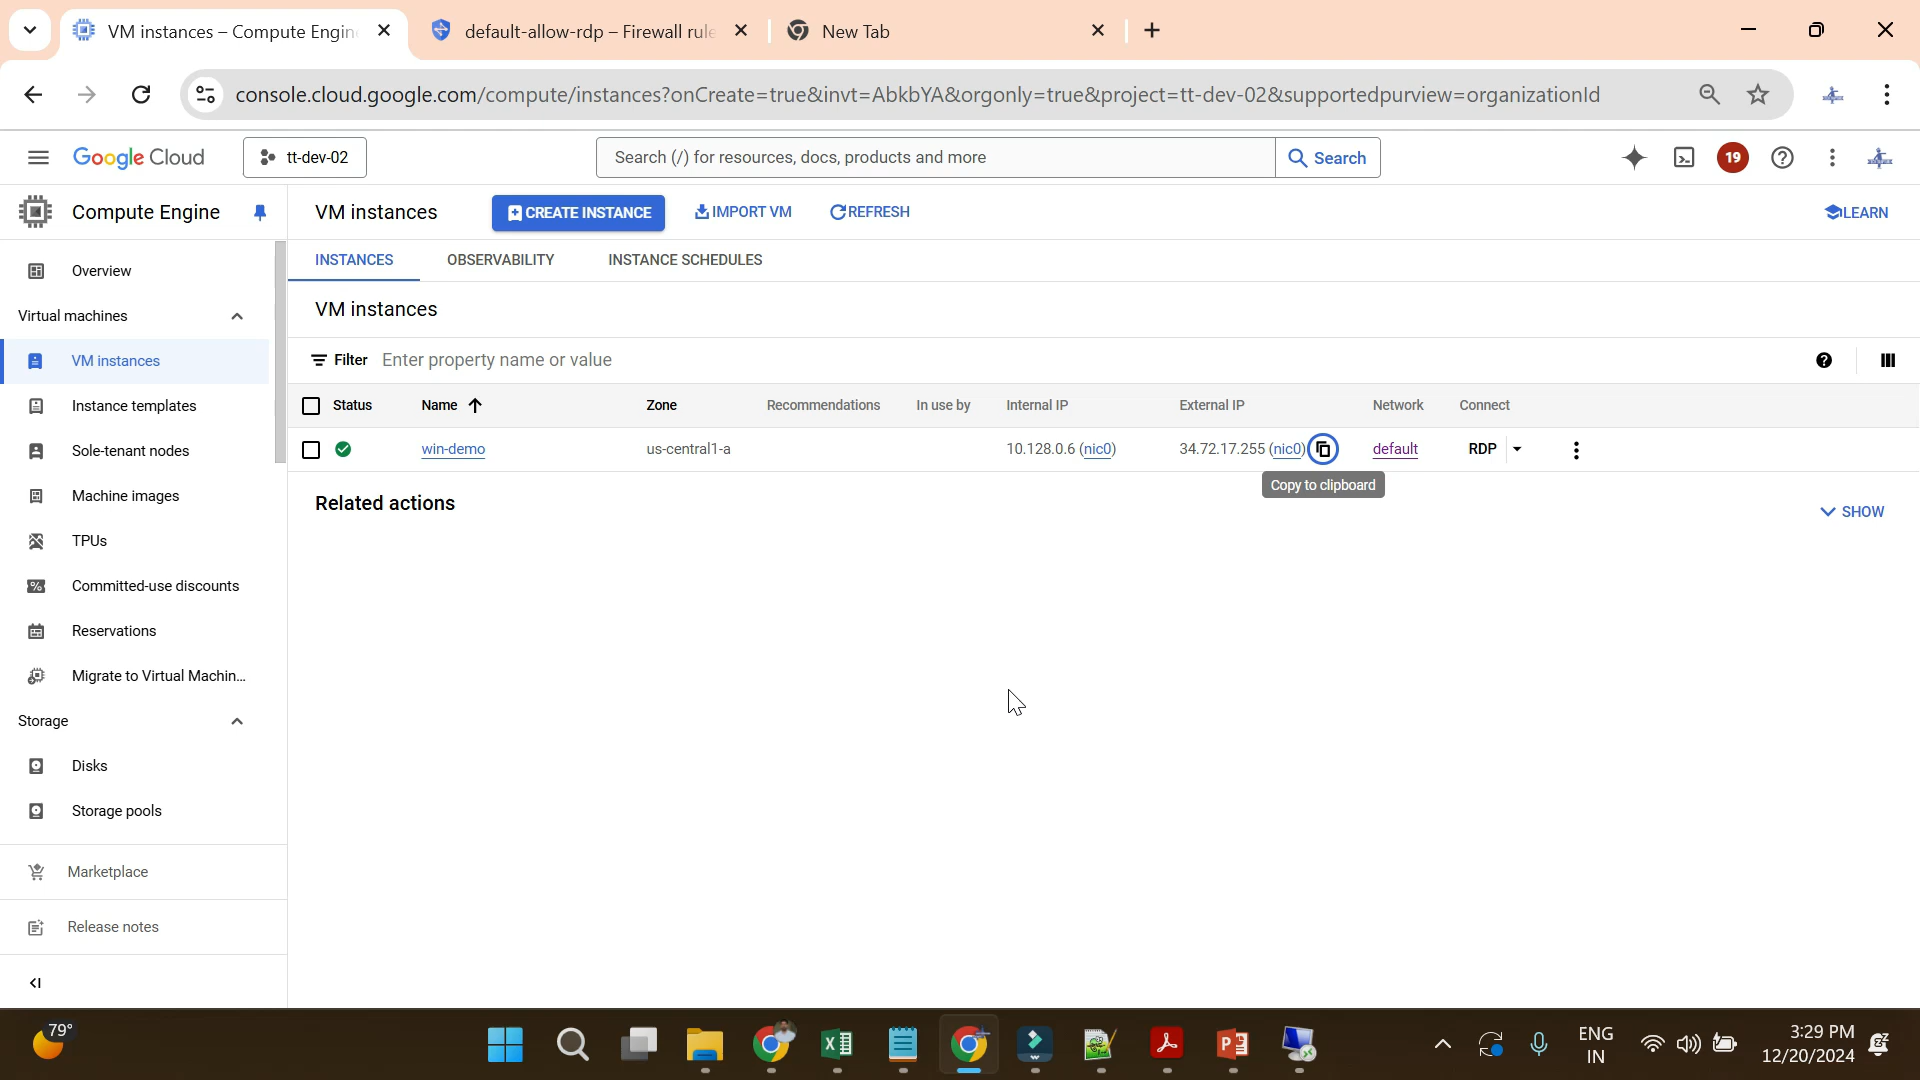 VM instances – Compute Engin
default-allow-rdp – Firewall rule
New Tab
console.cloud.google.com/compute/instances?onCreate=true&invt=AbkbYA&orgonly=true&project=tt-dev-02&supportedpurview=organizationId
Google Cloud
tt-dev-02
Search (/) for resources, docs, products and more
Search
19
Compute Engine
VM instances
CREATE INSTANCE
IMPORT VM
REFRESH
LEARN
Overview
INSTANCES
OBSERVABILITY
INSTANCE SCHEDULES
Virtual machines
VM instances
VM instances
Filter
Enter property name or value
Instance templates
Status
Name
Zone
Recommendations
In use by
Internal IP
External IP
Network
Connect
Sole-tenant nodes
win-demo
us-central1-a
10.128.0.6 (nic0)
34.72.17.255 (nic0)
default
RDP
Copy to clipboard
Machine images
Related actions
SHOW
TPUs
Committed-use discounts
Reservations
Migrate to Virtual Machin...
Storage
Disks
Storage pools
Marketplace
Release notes
79°
ENG
IN
3:29 PM
12/20/2024